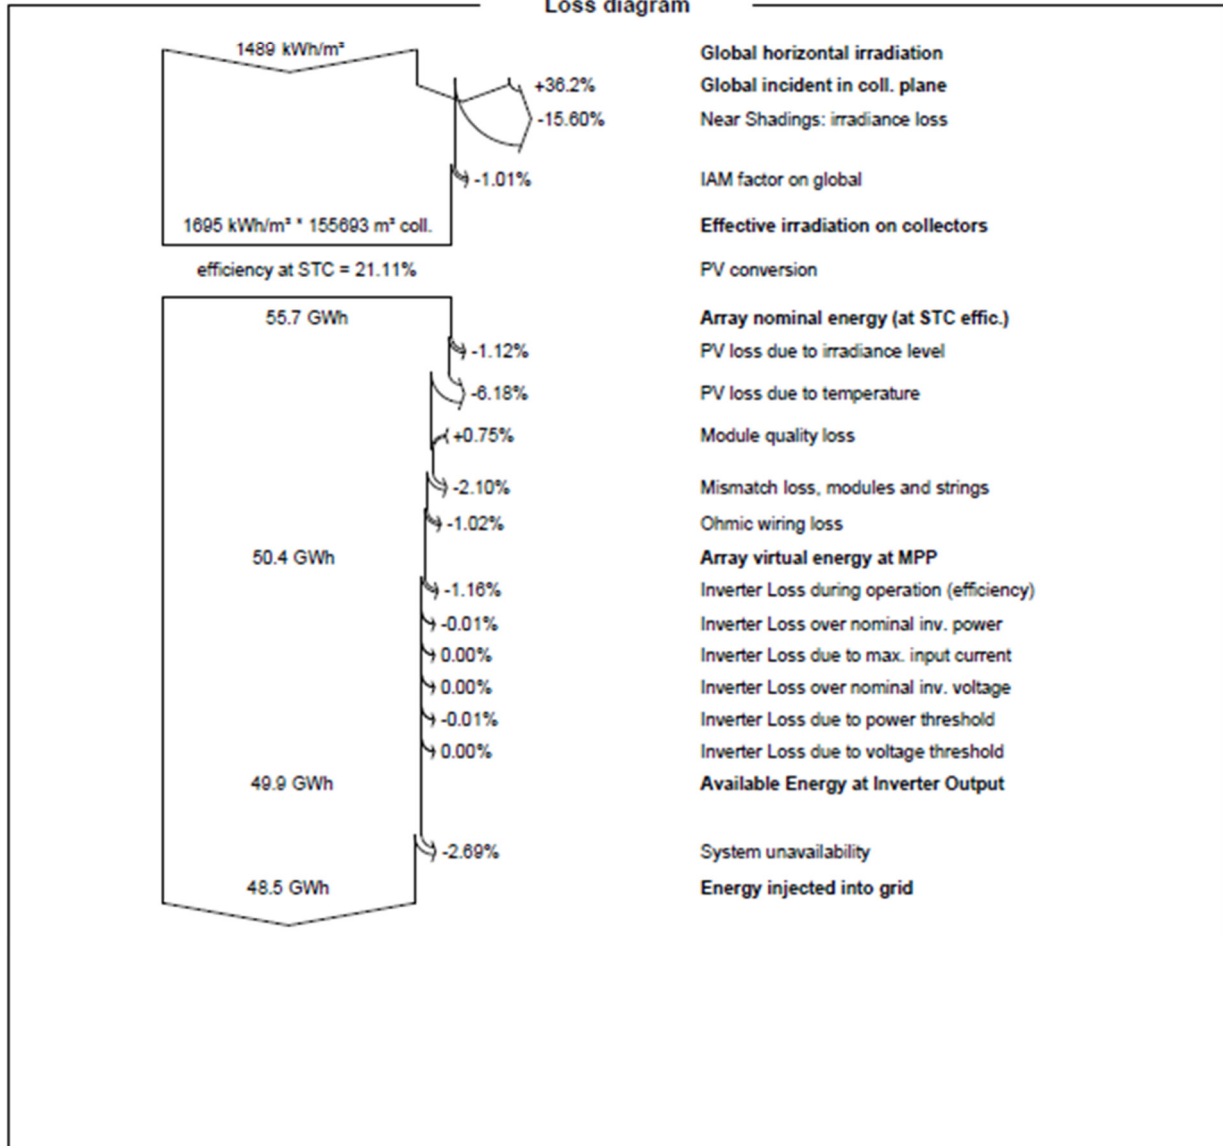 Loss diagram
1489 kWh/m² Global horizontal irradiation
+36.2% Global incident in coll. plane
-15.60% Near Shadings: irradiance loss
-1.01% IAM factor on global
1695 kWh/m² * 155693 m² coll. Effective irradiation on collectors
efficiency at STC = 21.11% PV conversion
55.7 GWh Array nominal energy (at STC effic.)
-1.12% PV loss due to irradiance level
-6.18% PV loss due to temperature
+0.75% Module quality loss
-2.10% Mismatch loss, modules and strings
-1.02% Ohmic wiring loss
50.4 GWh Array virtual energy at MPP
-1.16% Inverter Loss during operation (efficiency)
-0.01% Inverter Loss over nominal inv. power
0.00% Inverter Loss due to max. input current
0.00% Inverter Loss over nominal inv. voltage
-0.01% Inverter Loss due to power threshold
0.00% Inverter Loss due to voltage threshold
49.9 GWh Available Energy at Inverter Output
-2.69% System unavailability
48.5 GWh Energy injected into grid